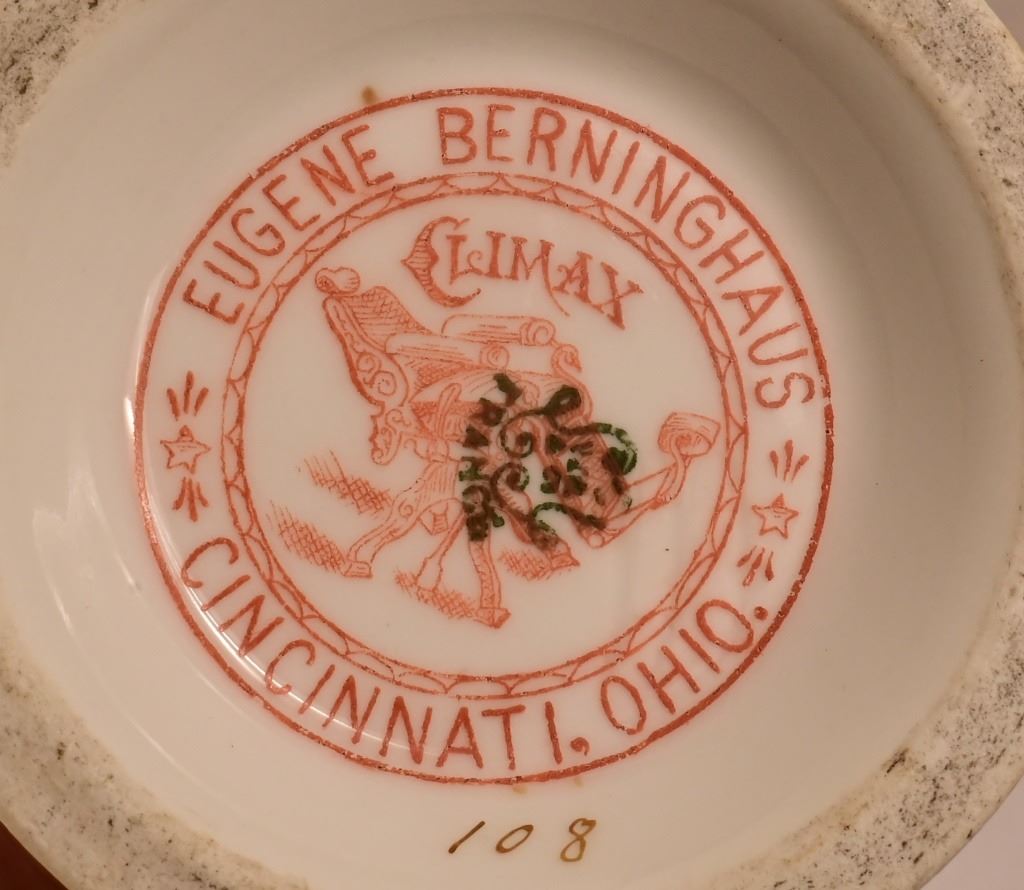 EUGENE BERNINGHAUS
CLIMAX
CINCINNATI, OHIO.
108